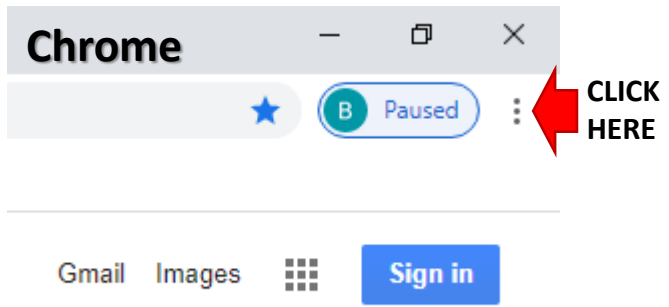 Chrome
B Paused
CLICK
HERE
Gmail Images Sign in